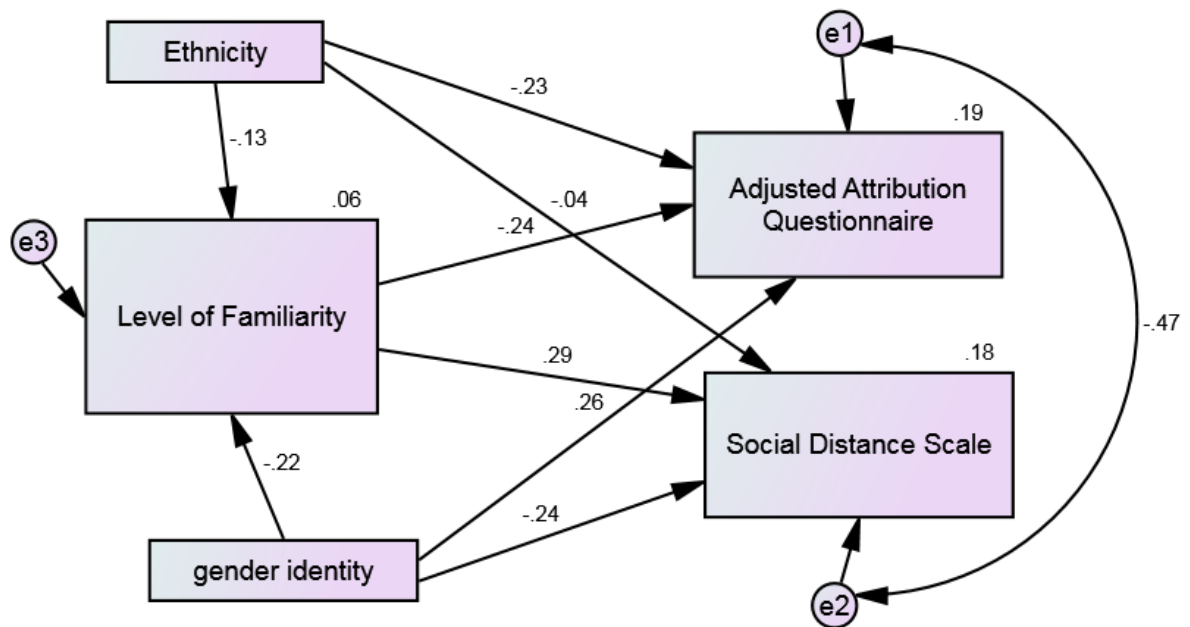 Ethnicity
e1
-.23
.19
-.13
Adjusted Attribution
Questionnaire
.06
-.04
-.24
e3
Level of Familiarity
-.47
.29
.18
.26
Social Distance Scale
-.22
-.24
gender identity
e2